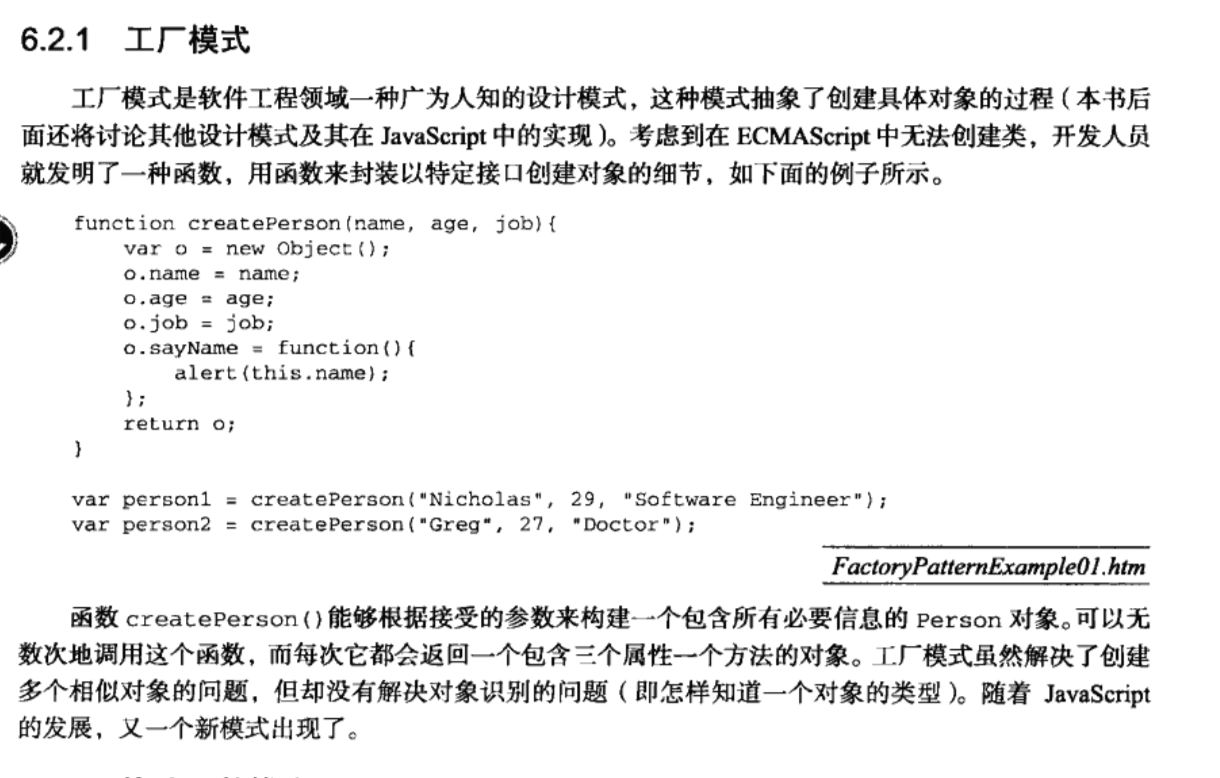 6.2.1 工厂模式
工厂模式是软件工程领域一种广为人知的设计模式，这种模式抽象了创建具体对象的过程（本书后
面还将讨论其他设计模式及其在 JavaScript 中的实现）。考虑到在 ECMAScript 中无法创建类，开发人员
就发明了一种函数，用函数来封装以特定接口创建对象的细节，如下面的例子所示。
function createPerson(name, age, job){
    var o = new Object();
    o.name = name;
    o.age = age;
    o.job = job;
    o.sayName = function(){
        alert(this.name);
    };
    return o;
}
var person1 = createPerson("Nicholas", 29, "Software Engineer");
var person2 = createPerson("Greg", 27, "Doctor");
FactoryPatternExample01.htm
函数 createPerson()能够根据接受的参数来构建一个包含所有必要信息的 Person 对象。可以无
数次地调用这个函数，而每次它都会返回一个包含三个属性一个方法的对象。工厂模式虽然解决了创建
多个相似对象的问题，但却没有解决对象识别的问题（即怎样知道一个对象的类型）。随着 JavaScript
的发展，又一个新模式出现了。